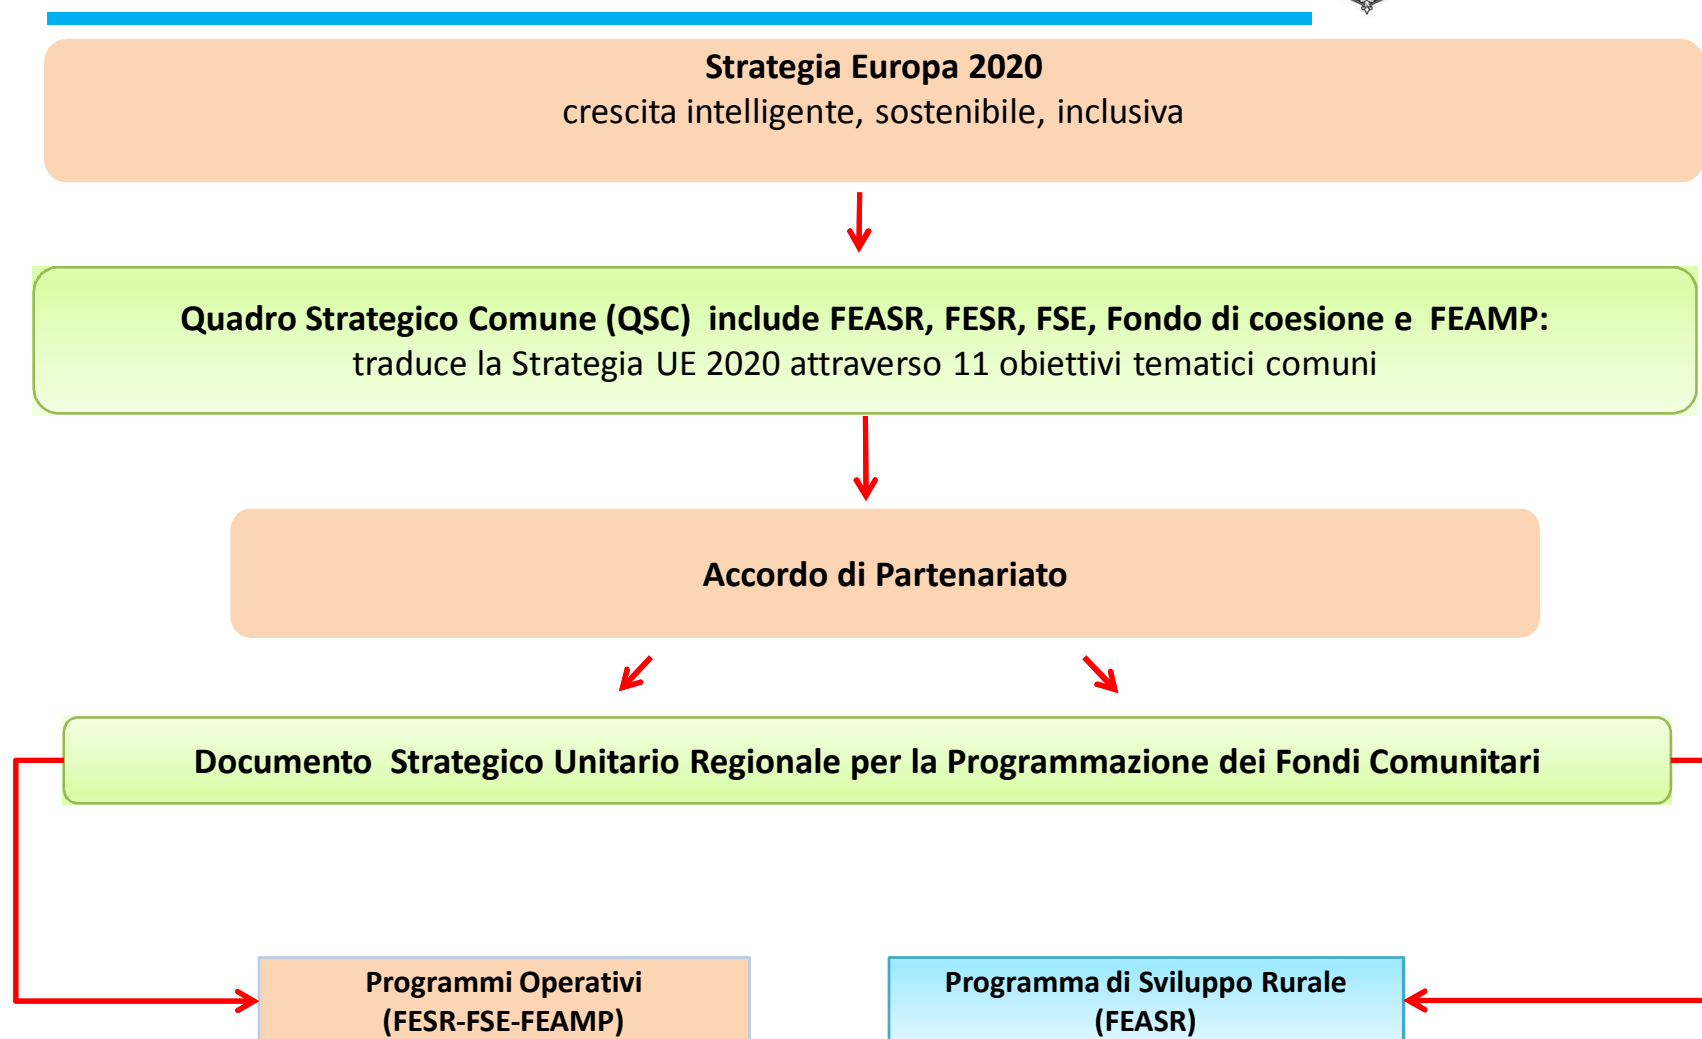 Strategia Europa 2020
crescita intelligente, sostenibile, inclusiva
Quadro Strategico Comune (QSC) include FEASR, FESR, FSE, Fondo di coesione e FEAMP:
traduce la Strategia UE 2020 attraverso 11 obiettivi tematici comuni
Accordo di Partenariato
Documento Strategico Unitario Regionale per la Programmazione dei Fondi Comunitari
Programmi Operativi
(FESR-FSE-FEAMP)
Programma di Sviluppo Rurale
(FEASR)